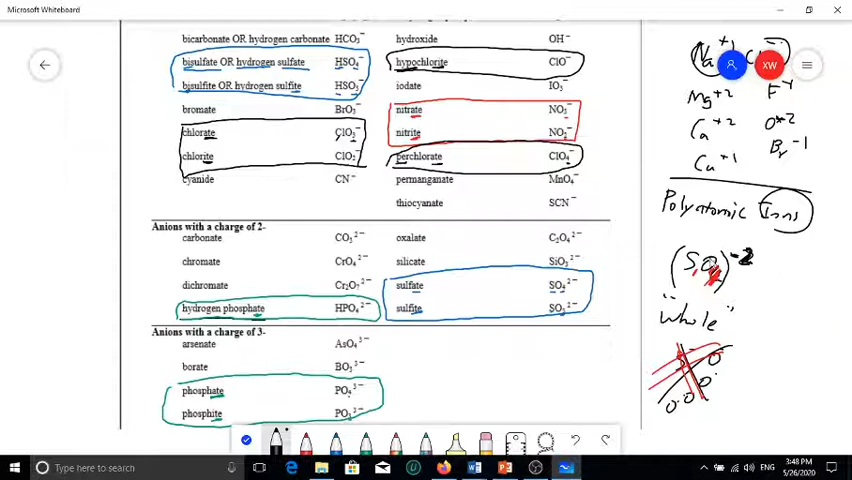 Microsoft Whiteboard
bicarbonate OR hydrogen carbonate HCO₃⁻ hydroxide OH⁻
bisulfate OR hydrogen sulfate HSO₄⁻ hypochlorite ClO⁻
bisulfite OR hydrogen sulfite HSO₃⁻ iodate IO₃⁻
bromate BrO₃⁻ nitrate NO₃⁻
chlorate ClO₃⁻ nitrite NO₂⁻
chlorite ClO₂⁻ perchlorate ClO₄⁻
cyanide CN⁻ permanganate MnO₄⁻
thiocyanate SCN⁻
Anions with a charge of 2-
carbonate CO₃²⁻ oxalate C₂O₄²⁻
chromate CrO₄²⁻ silicate SiO₃²⁻
dichromate Cr₂O₇²⁻ sulfate SO₄²⁻
hydrogen phosphate HPO₄²⁻ sulfite SO₃²⁻
Anions with a charge of 3-
arsenate AsO₄³⁻
borate BO₃³⁻
phosphate PO₄³⁻
phosphite PO₃³⁻
Na⁺¹
XW
Mg⁺² F⁻¹
Ca⁺² O⁻²
Cu⁺¹ Br⁻¹
Polyatomic Ions
(SO₄)⁻²
"Whole"
O
O
O O
Type here to search
ENG
3:48 PM
5/26/2020